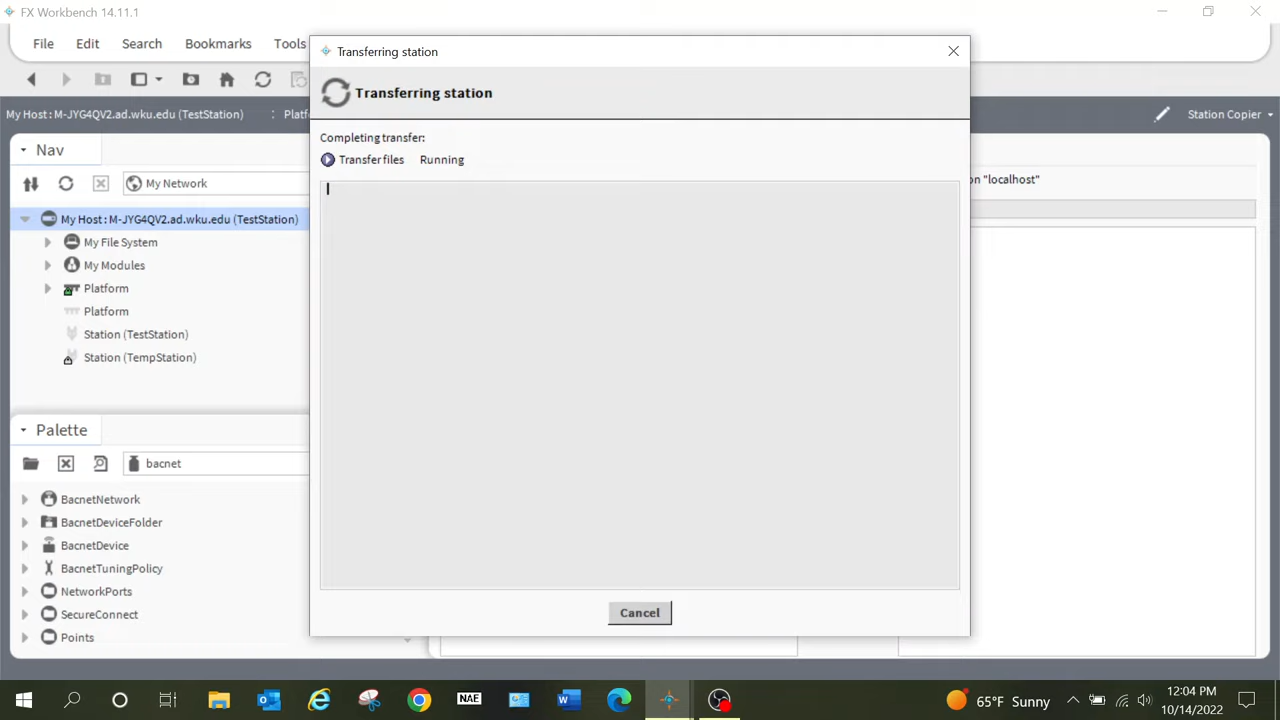 FX Workbench 14.11.1
File Edit Search Bookmarks Tools
My Host : M-JYG4QV2.ad.wku.edu (TestStation) : Platf
Station Copier
Nav
My Network
My Host : M-JYG4QV2.ad.wku.edu (TestStation)
My File System
My Modules
Platform
Platform
Station (TestStation)
Station (TempStation)
Palette
bacnet
BacnetNetwork
BacnetDeviceFolder
BacnetDevice
BacnetTuningPolicy
NetworkPorts
SecureConnect
Points
Transferring station
Transferring station
Completing transfer:
Transfer files Running
Cancel
on "localhost"
NAE
65°F Sunny
12:04 PM
10/14/2022